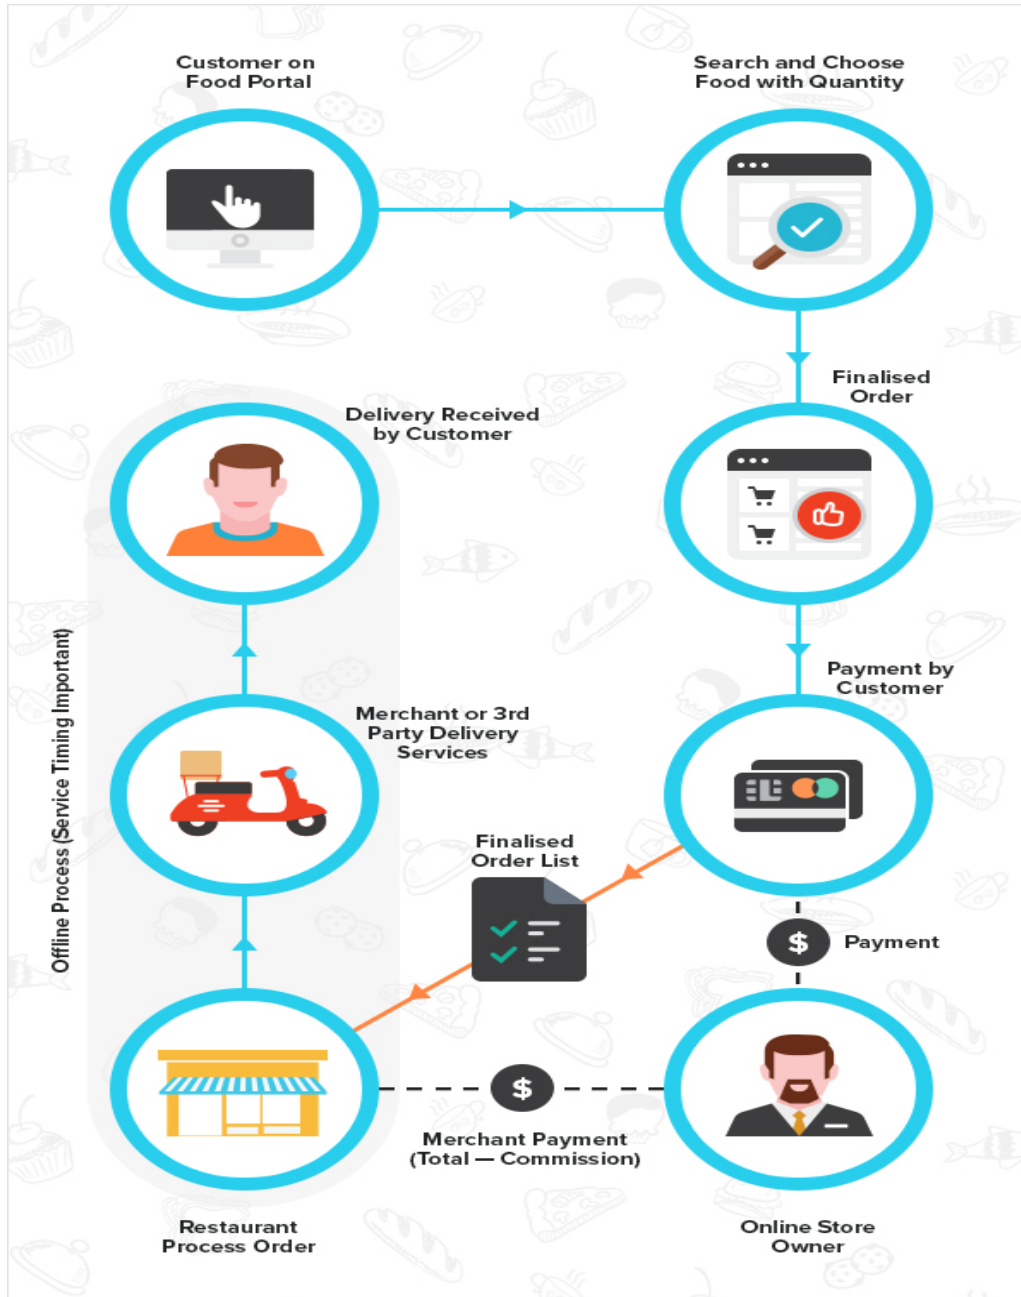 Customer on
Food Portal
Search and Choose
Food with Quantity
Finalised
Order
Delivery Received
by Customer
Payment by
Customer
Merchant or 3rd
Party Delivery
Services
Offline Process (Service Timing Important)
Finalised
Order List
$
Payment
$
Merchant Payment
(Total — Commission)
Restaurant
Process Order
Online Store
Owner